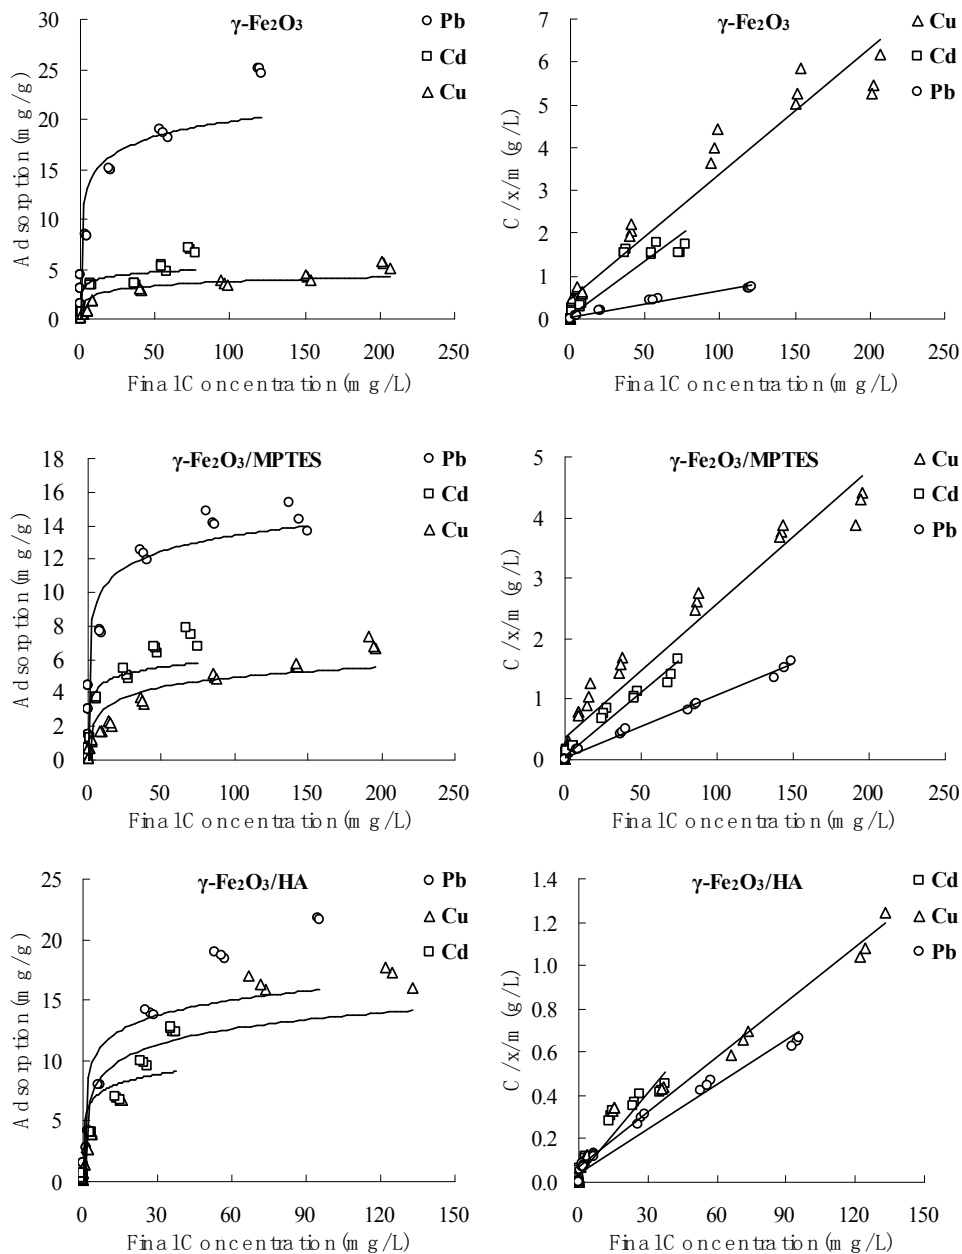 γ-Fe2O3
Pb
Cd
Cu
30
25
20
15
10
5
0
0 50 100 150 200 250
Adsorption (mg/g)
Final Concentration (mg/L)
γ-Fe2O3
Cu
Cd
Pb
7
6
5
4
3
2
1
0
0 50 100 150 200 250
C/x/m (g/L)
Final Concentration (mg/L)
γ-Fe2O3/MPTES
Pb
Cd
Cu
18
16
14
12
10
8
6
4
2
0
0 50 100 150 200 250
Adsorption (mg/g)
Final Concentration (mg/L)
γ-Fe2O3/MPTES
Cu
Cd
Pb
5
4
3
2
1
0
0 50 100 150 200 250
C/x/m (g/L)
Final Concentration (mg/L)
γ-Fe2O3/HA
Pb
Cu
Cd
25
20
15
10
5
0
0 30 60 90 120 150
Adsorption (mg/g)
Final Concentration (mg/L)
γ-Fe2O3/HA
Cd
Cu
Pb
1.4
1.2
1.0
0.8
0.6
0.4
0.2
0.0
0 30 60 90 120 150
C/x/m (g/L)
Final Concentration (mg/L)